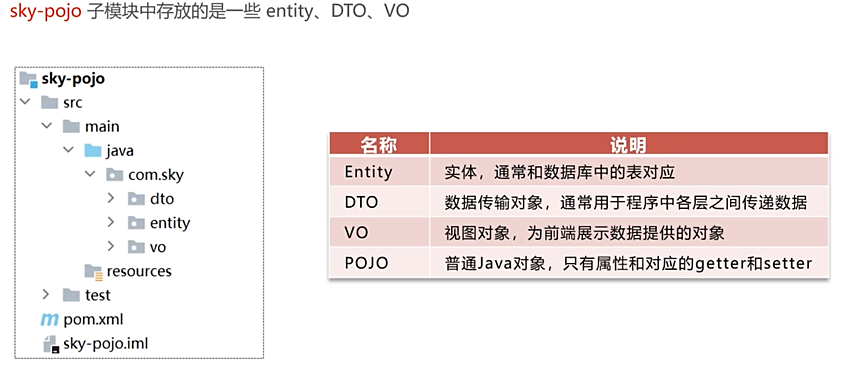 sky-pojo 子模块中存放的是一些 entity、DTO、VO
sky-pojo
src
main
java
com.sky
dto
entity
vo
resources
test
pom.xml
sky-pojo.iml
名称 说明
Entity 实体，通常和数据库中的表对应
DTO 数据传输对象，通常用于程序中各层之间传递数据
VO 视图对象，为前端展示数据提供的对象
POJO 普通Java对象，只有属性和对应的getter和setter